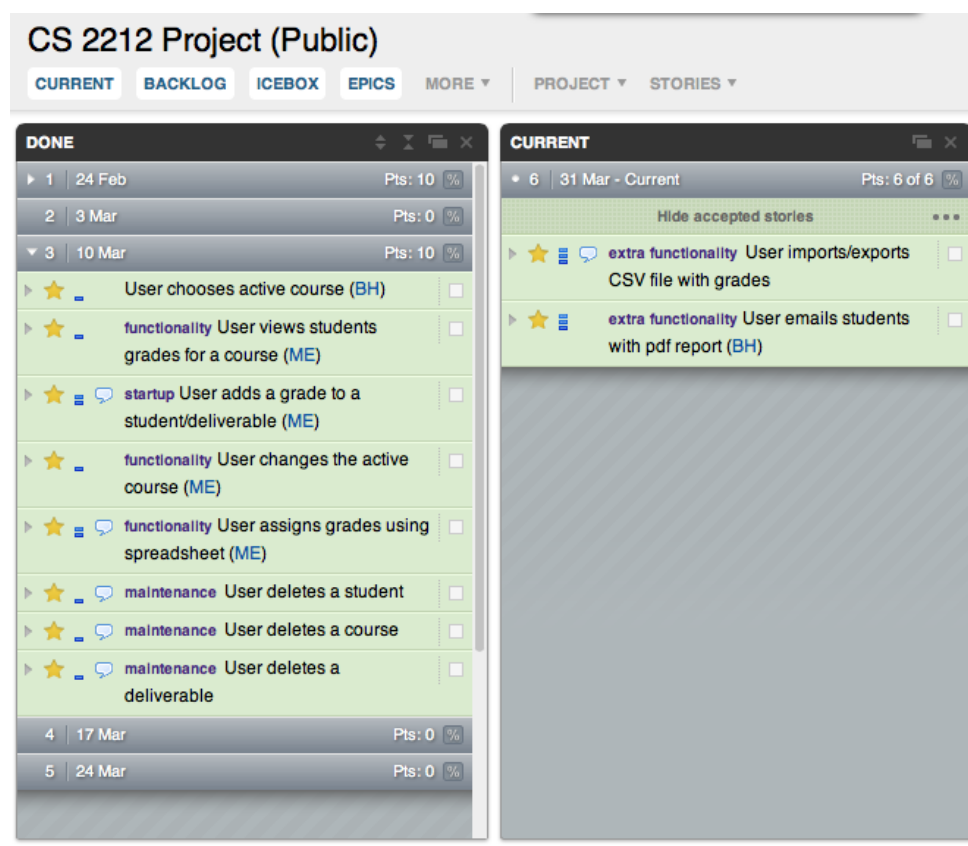 CS 2212 Project (Public)
CURRENT BACKLOG ICEBOX EPICS MORE PROJECT STORIES
DONE
1 24 Feb Pts: 10 %
2 3 Mar Pts: 0 %
3 10 Mar Pts: 10 %
User chooses active course (BH)
functionality User views students
grades for a course (ME)
startup User adds a grade to a
student/deliverable (ME)
functionality User changes the active
course (ME)
functionality User assigns grades using
spreadsheet (ME)
maintenance User deletes a student
maintenance User deletes a course
maintenance User deletes a
deliverable
4 17 Mar Pts: 0 %
5 24 Mar Pts: 0 %
CURRENT
6 31 Mar - Current Pts: 6 of 6 %
Hide accepted stories
extra functionality User imports/exports
CSV file with grades
extra functionality User emails students
with pdf report (BH)